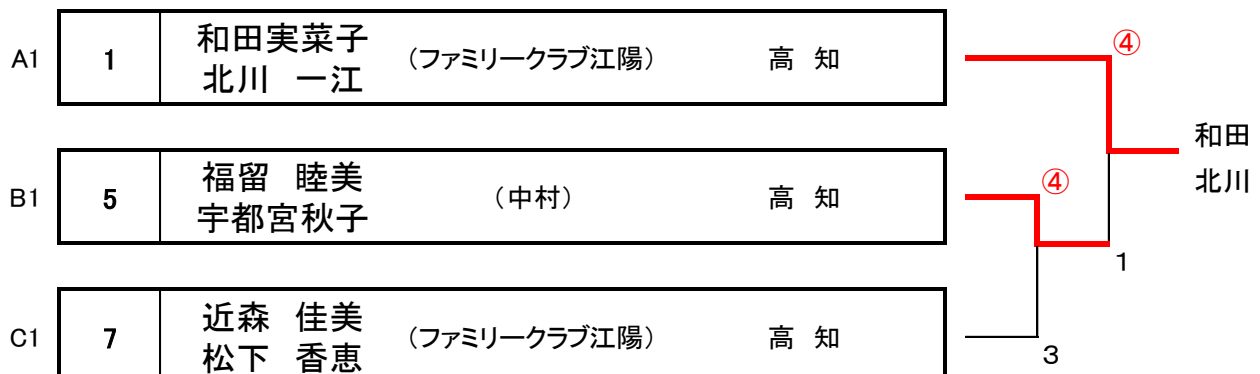 A1 1 和田実菜子 北川 一江 (ファミリークラブ江陽) 高 知
④
和田
北川
B1 5 福留 睦美 宇都宮秋子 (中村) 高 知
④
1
C1 7 近森 佳美 松下 香恵 (ファミリークラブ江陽) 高 知
3